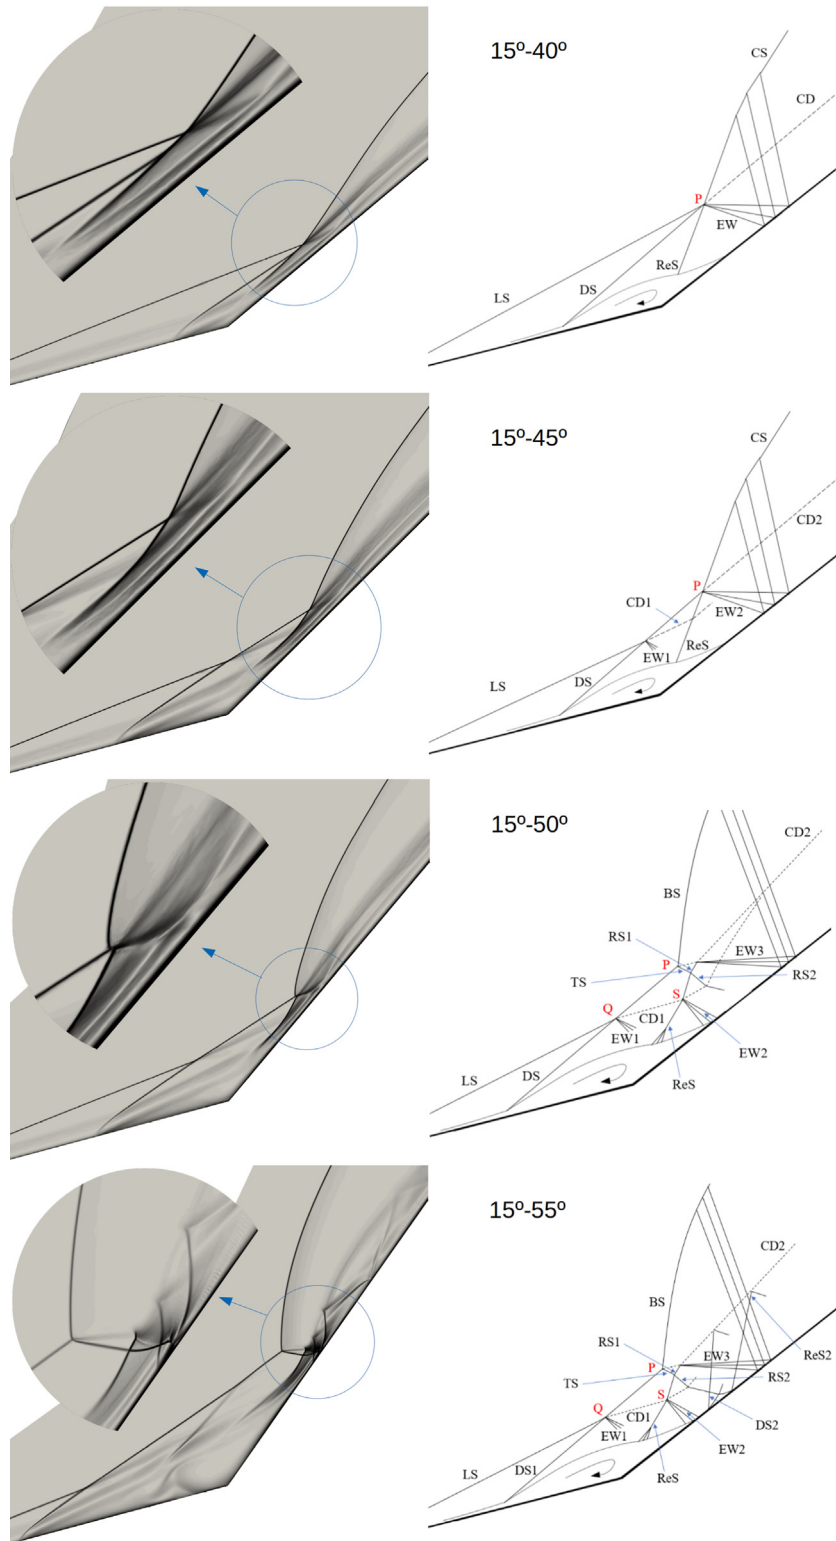 15º-40º
CS
CD
P
EW
ReS
DS
LS
15º-45º
CS
CD2
P
CD1
EW2
EW1
ReS
DS
LS
15º-50º
CD2
BS
RS1
EW3
P
TS
RS2
S
Q
CD1
EW1
EW2
DS
LS
ReS
15º-55º
CD2
BS
RS1
EW3
ReS2
P
TS
RS2
S
Q
CD1
DS2
EW1
EW2
LS
DS1
ReS